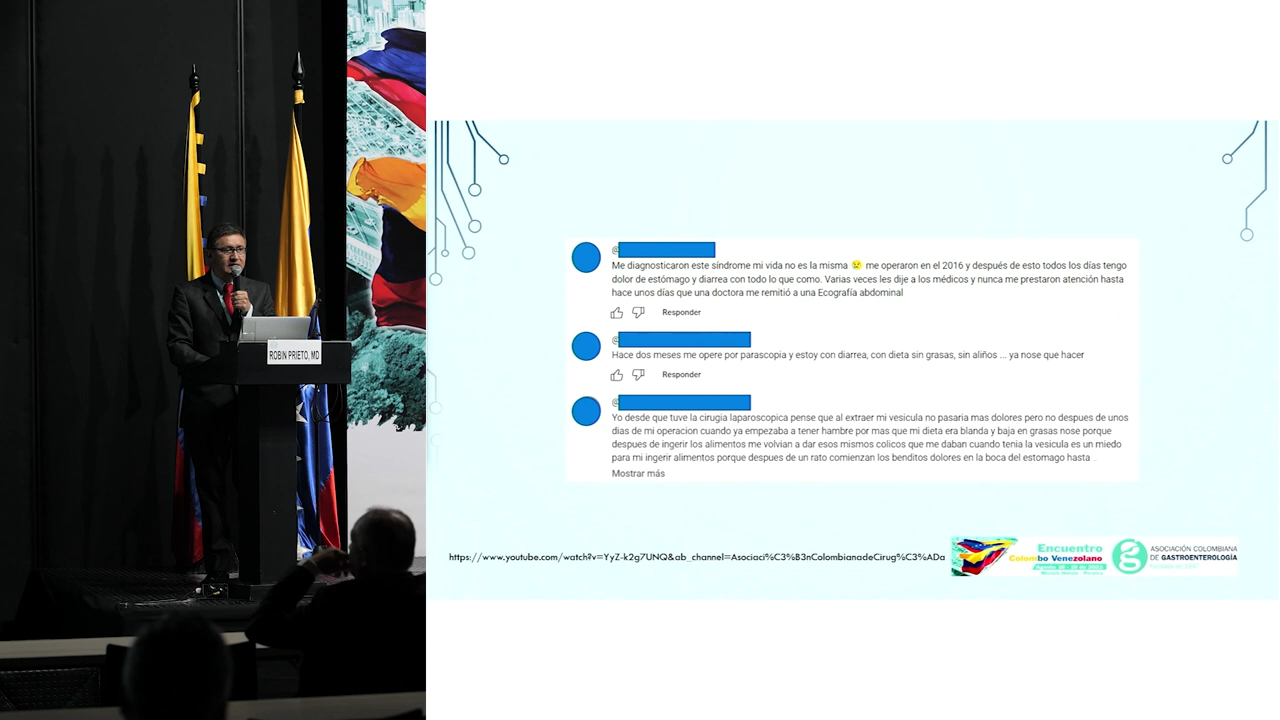 ROBIN PRIETO, MD
@
Me diagnosticaron este síndrome mi vida no es la misma 😢 me operaron en el 2016 y después de esto todos los días tengo
dolor de estómago y diarrea con todo lo que como. Varias veces les dije a los médicos y nunca me prestaron atención hasta
hace unos días que una doctora me remitió a una Ecografía abdominal
Responder
@
Hace dos meses me opere por parascopia y estoy con diarrea, con dieta sin grasas, sin aliños ... ya nose que hacer
Responder
@
Yo desde que tuve la cirugia laparoscopica pense que al extraer mi vesicula no pasaria mas dolores pero no despues de unos
dias de mi operacion cuando ya empezaba a tener hambre por mas que mi dieta era blanda y baja en grasas nose porque
despues de ingerir los alimentos me volvian a dar esos mismos colicos que me daban cuando tenia la vesicula es un miedo
para mi ingerir alimentos porque despues de un rato comienzan los benditos dolores en la boca del estomago hasta ...
Mostrar más
https://www.youtube.com/watch?v=YyZ-k2g7UNQ&ab_channel=Asociaci%C3%B3nColombianadeCirug%C3%ADa
Encuentro
Colombo Venezolano
ASOCIACIÓN COLOMBIANA
DE GASTROENTEROLOGÍA